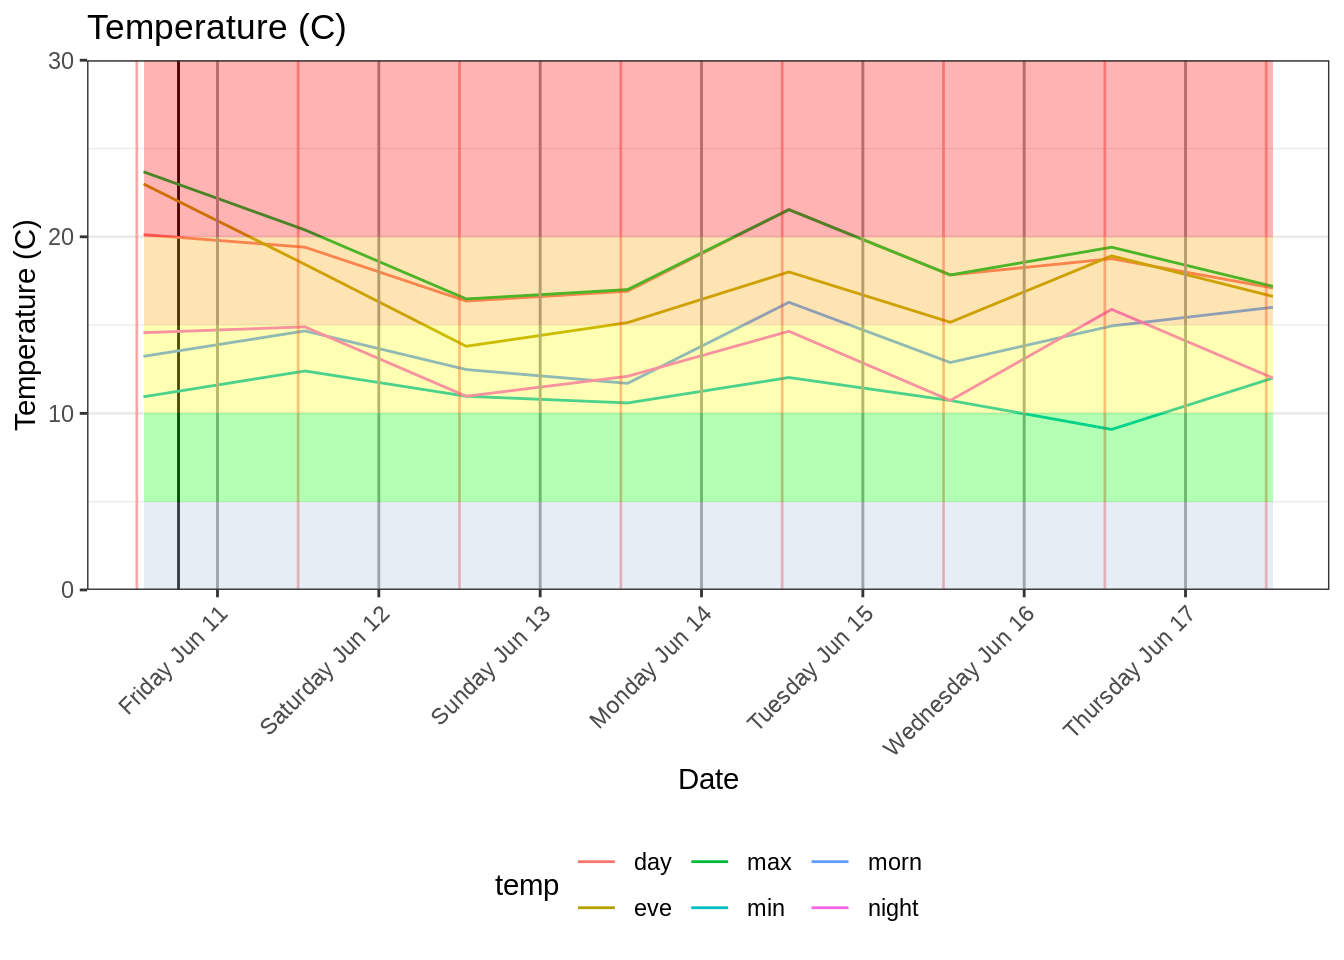 Temperature (C)
30
20
10
0
Temperature (C)
Friday Jun 11
Saturday Jun 12
Sunday Jun 13
Monday Jun 14
Tuesday Jun 15
Wednesday Jun 16
Thursday Jun 17
Date
temp
day max morn
eve min night